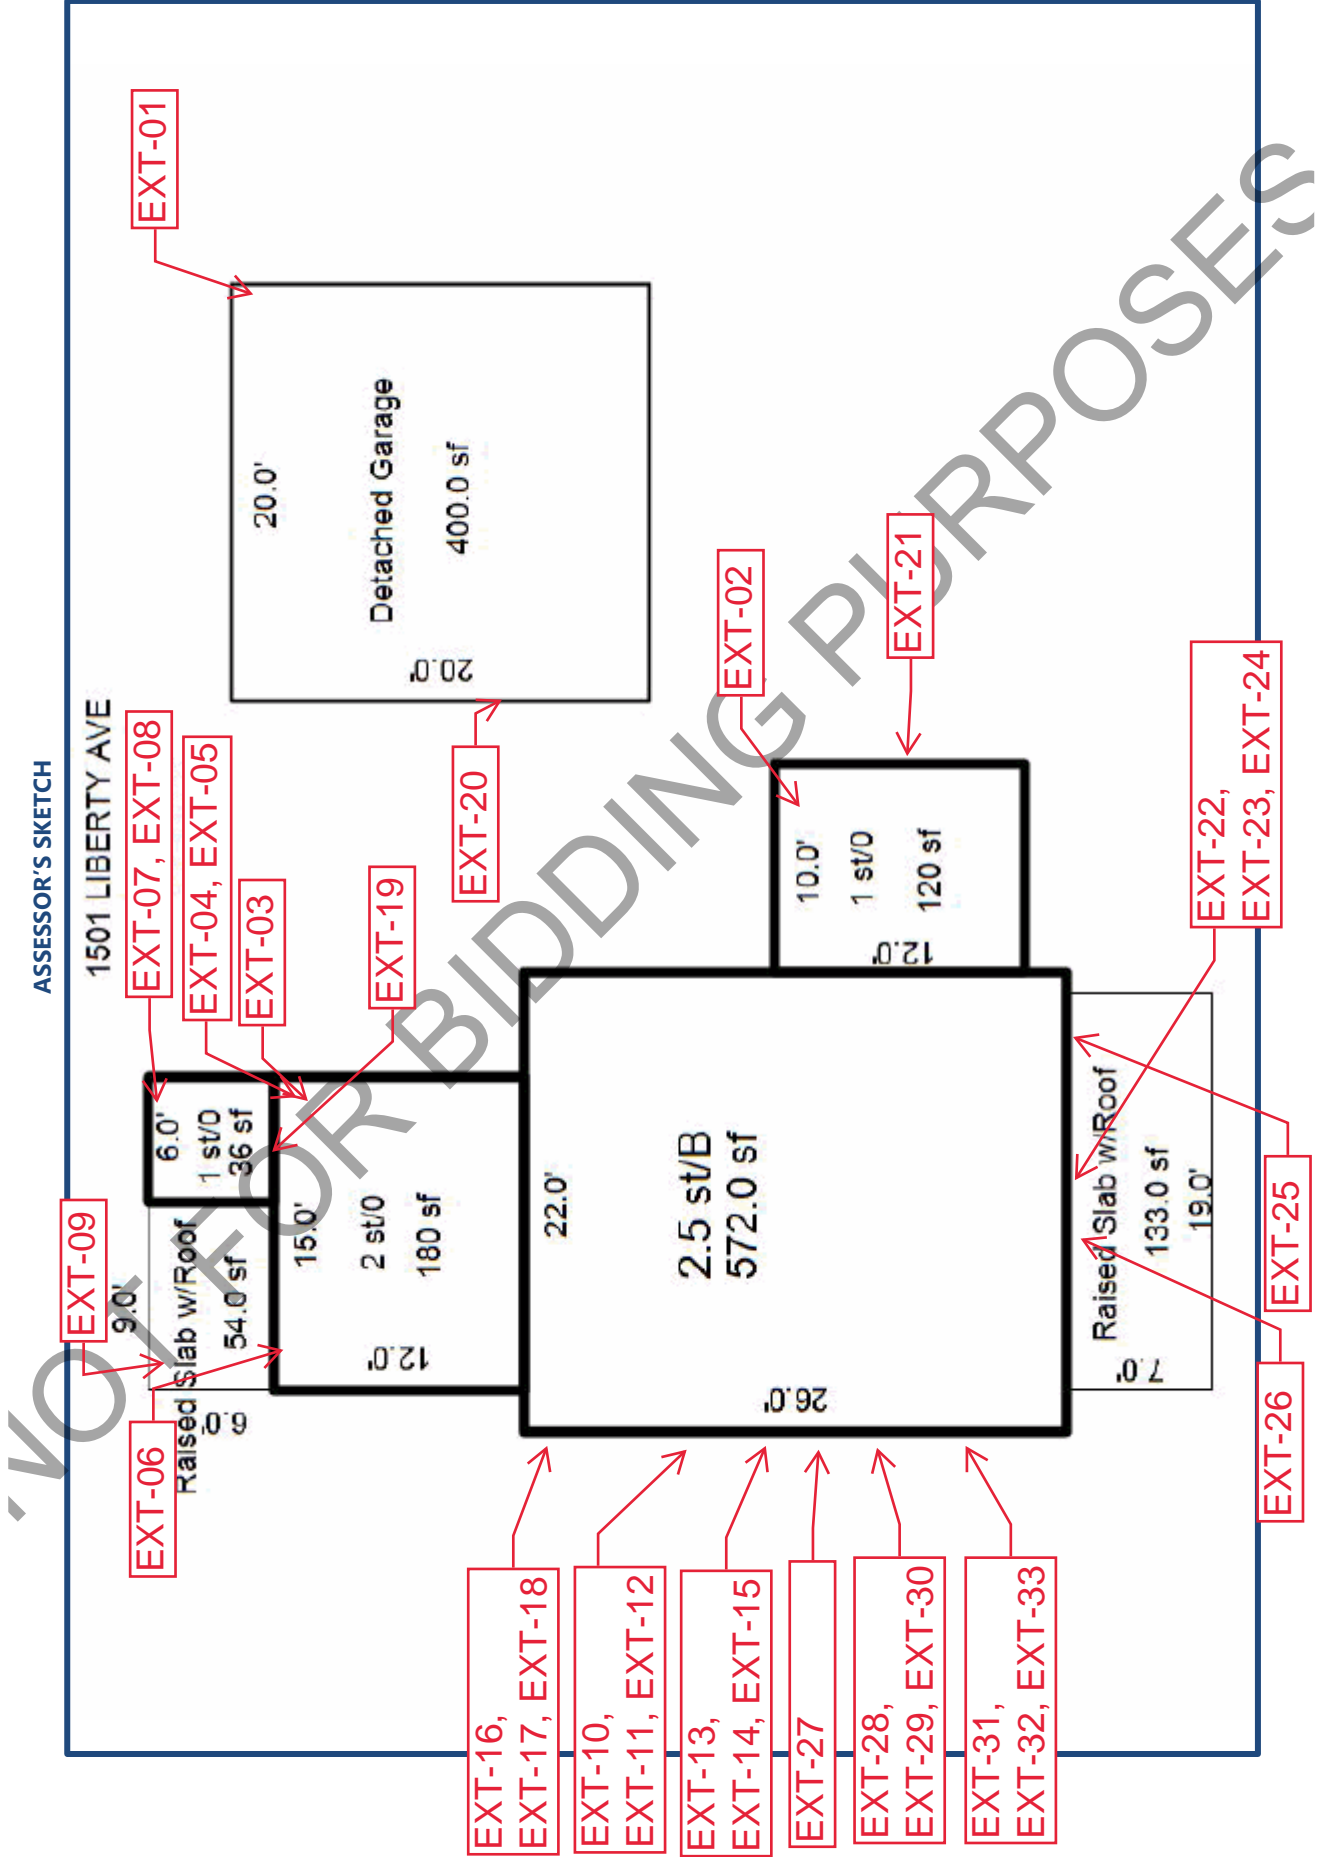 ASSESSOR'S SKETCH
1501 LIBERTY AVE
EXT-01
20.0'
Detached Garage
400.0 sf
20.0'
EXT-20
EXT-07, EXT-08
EXT-04, EXT-05
EXT-03
EXT-19
EXT-09
9.0'
Raised Slab w/Roof
54.0 sf
6.0'
6.0'
1 st/0
36 sf
EXT-06
15.0'
2 st/0
180 sf
12.0'
22.0'
2.5 st/B
572.0 sf
26.0'
EXT-02
EXT-21
10.0'
1 st/0
120 sf
12.0'
EXT-22,
EXT-23, EXT-24
Raised Slab w/Roof
133.0 sf
19.0'
7.0'
EXT-25
EXT-26
EXT-16,
EXT-17, EXT-18
EXT-10,
EXT-11, EXT-12
EXT-13,
EXT-14, EXT-15
EXT-27
EXT-28,
EXT-29, EXT-30
EXT-31,
EXT-32, EXT-33
NOT FOR BIDDING PURPOSES